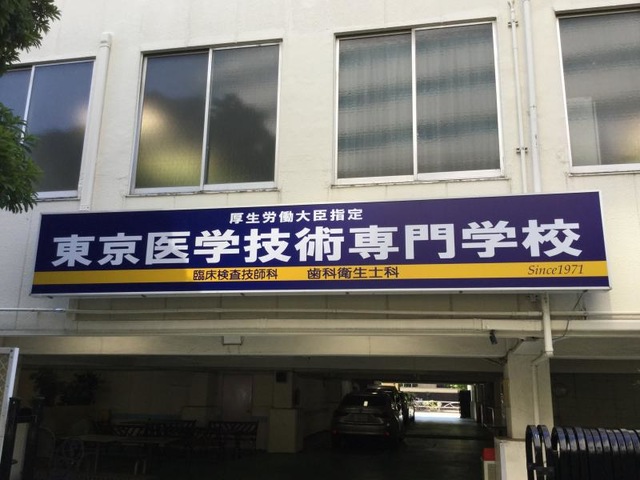 厚生労働大臣指定
東京医学技術専門学校
臨床検査技師科 歯科衛生士科
Since1971